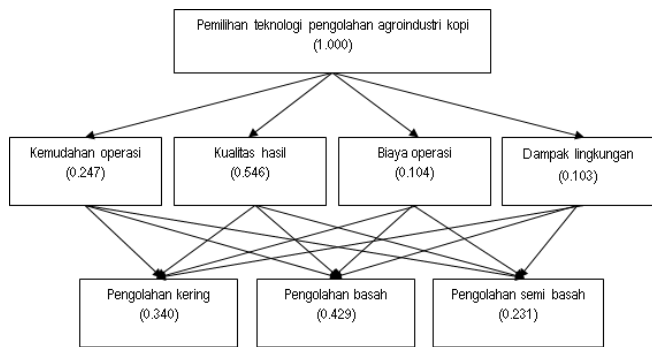 Pemilihan teknologi pengolahan agroindustri kopi
(1.000)
Kemudahan operasi
(0.247)
Kualitas hasil
(0.546)
Biaya operasi
(0.104)
Dampak lingkungan
(0.103)
Pengolahan kering
(0.340)
Pengolahan basah
(0.429)
Pengolahan semi basah
(0.231)